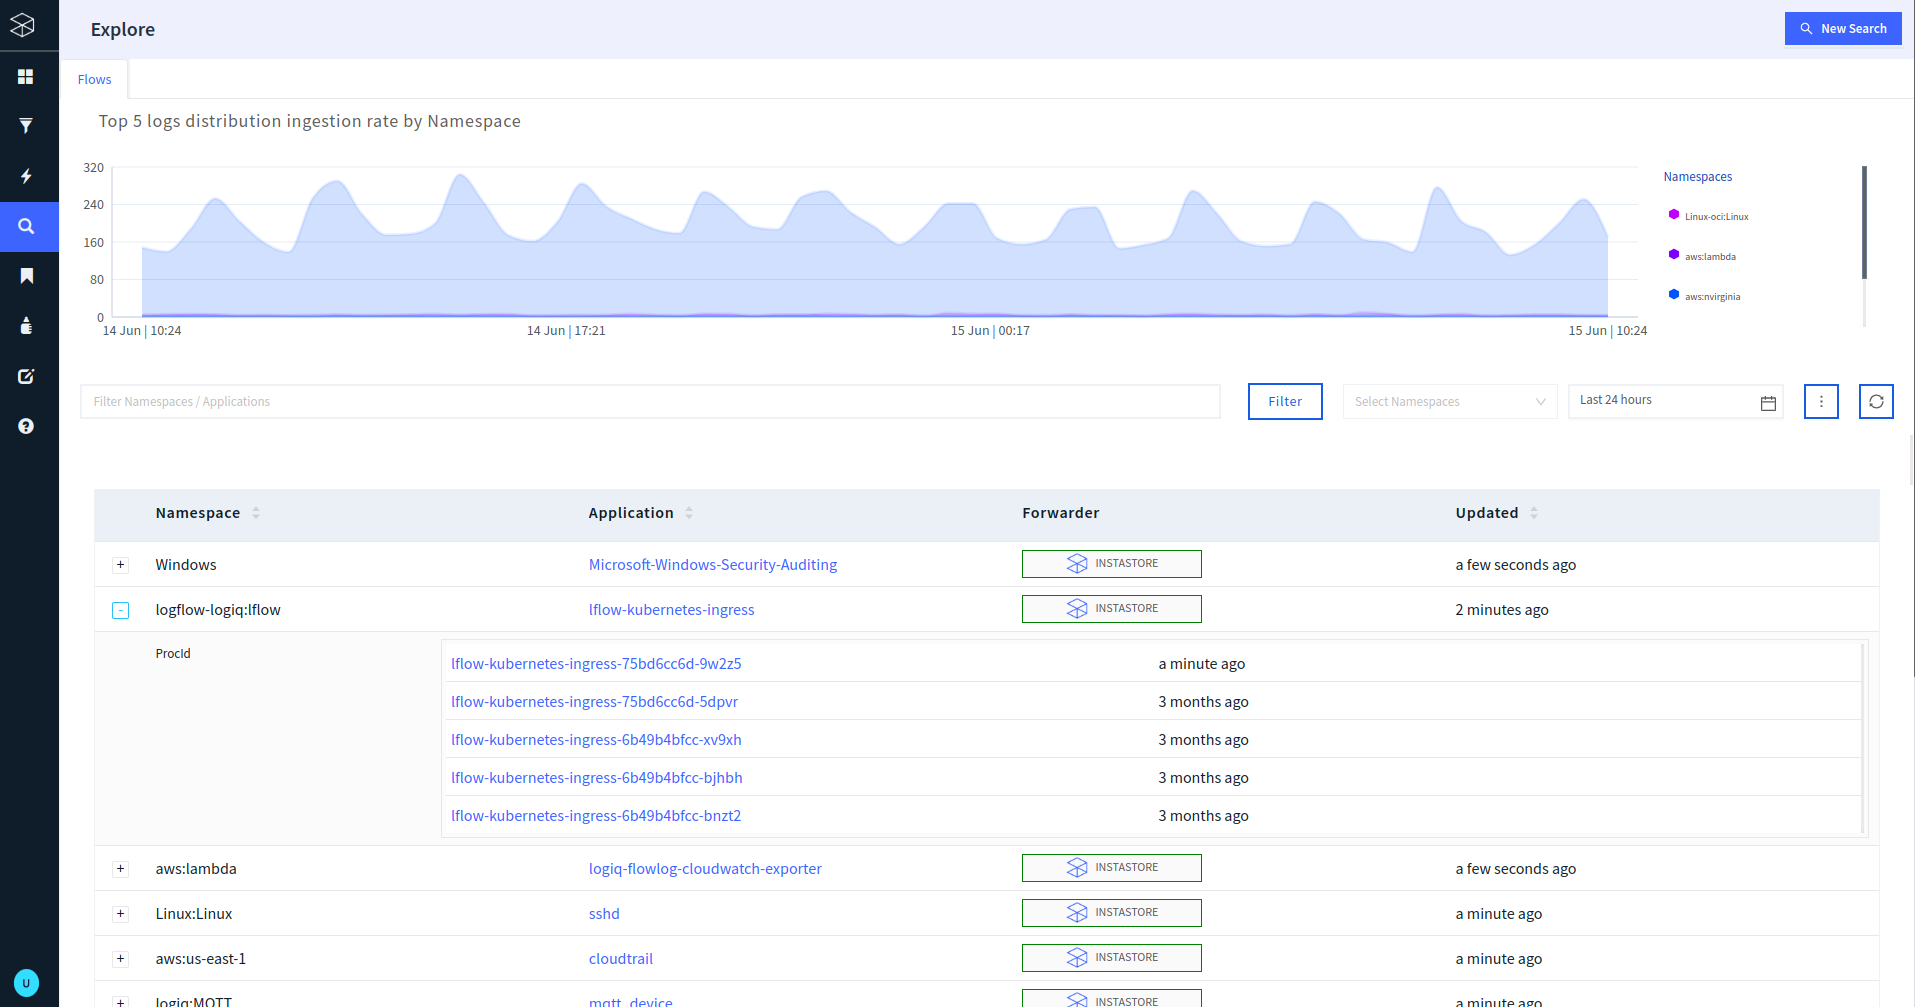 Explore
New Search
Flows
Top 5 logs distribution ingestion rate by Namespace
320
240
160
80
0
14 Jun | 10:24
14 Jun | 17:21
15 Jun | 00:17
15 Jun | 10:24
Namespaces
Linux-oci:Linux
aws:lambda
aws:nvirginia
Filter Namespaces / Applications
Filter
Select Namespaces
Last 24 hours
Namespace Application Forwarder Updated
+ Windows Microsoft-Windows-Security-Auditing INSTASTORE a few seconds ago
- logflow-logiq:lflow lflow-kubernetes-ingress INSTASTORE 2 minutes ago
ProcId
lflow-kubernetes-ingress-75bd6cc6d-9w2z5 a minute ago
lflow-kubernetes-ingress-75bd6cc6d-5dpvr 3 months ago
lflow-kubernetes-ingress-6b49b4bfcc-xv9xh 3 months ago
lflow-kubernetes-ingress-6b49b4bfcc-bjhbh 3 months ago
lflow-kubernetes-ingress-6b49b4bfcc-bnzt2 3 months ago
+ aws:lambda logiq-flowlog-cloudwatch-exporter INSTASTORE a few seconds ago
+ Linux:Linux sshd INSTASTORE a minute ago
+ aws:us-east-1 cloudtrail INSTASTORE a minute ago
+ logiq:MQTT mqtt_device INSTASTORE a minute ago
U